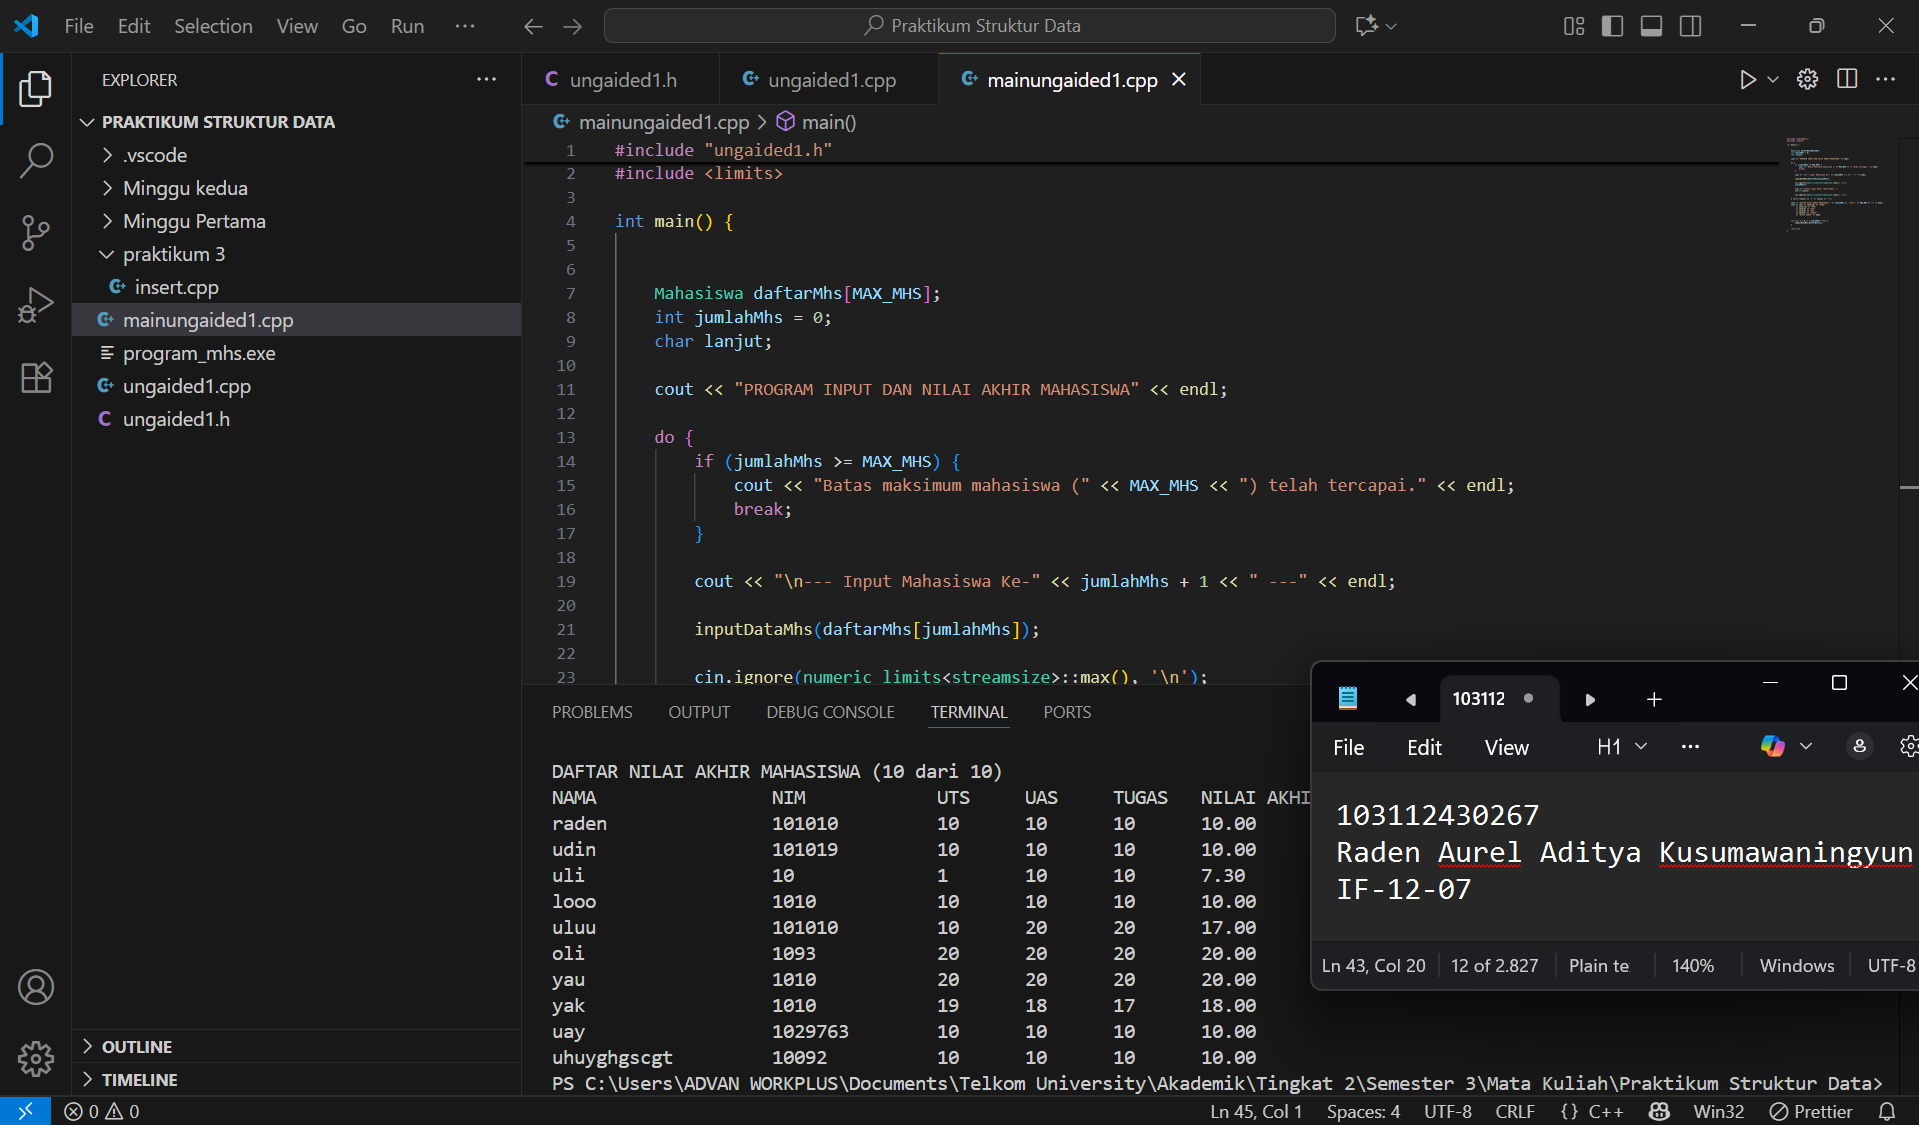 File Edit Selection View Go Run ···
Praktikum Struktur Data
EXPLORER
PRAKTIKUM STRUKTUR DATA
.vscode
Minggu kedua
Minggu Pertama
praktikum 3
insert.cpp
mainungaided1.cpp
program_mhs.exe
ungaided1.cpp
ungaided1.h
OUTLINE
TIMELINE
ungaided1.h ungaided1.cpp mainungaided1.cpp
mainungaided1.cpp > main()
1 #include "ungaided1.h"
2 #include <limits>
3
4 int main() {
5
6
7 Mahasiswa daftarMhs[MAX_MHS];
8 int jumlahMhs = 0;
9 char lanjut;
10
11 cout << "PROGRAM INPUT DAN NILAI AKHIR MAHASISWA" << endl;
12
13 do {
14 if (jumlahMhs >= MAX_MHS) {
15 cout << "Batas maksimum mahasiswa (" << MAX_MHS << ") telah tercapai." << endl;
16 break;
17 }
18
19 cout << "\n--- Input Mahasiswa Ke-" << jumlahMhs + 1 << " ---" << endl;
20
21 inputDataMhs(daftarMhs[jumlahMhs]);
22
23 cin.ignore(numeric_limits<streamsize>::max(), '\n');
PROBLEMS OUTPUT DEBUG CONSOLE TERMINAL PORTS
DAFTAR NILAI AKHIR MAHASISWA (10 dari 10)
NAMA NIM UTS UAS TUGAS NILAI AKHI
raden 101010 10 10 10 10.00
udin 101019 10 10 10 10.00
uli 10 1 10 10 7.30
looo 1010 10 10 10 10.00
uluu 101010 10 20 20 17.00
oli 1093 20 20 20 20.00
yau 1010 20 20 20 20.00
yak 1010 19 18 17 18.00
uay 1029763 10 10 10 10.00
uhuyghgscgt 10092 10 10 10 10.00
PS C:\Users\ADVAN WORKPLUS\Documents\Telkom University\Akademik\Tingkat 2\Semester 3\Mata Kuliah\Praktikum Struktur Data>
103112
File Edit View H1 ···
103112430267
Raden Aurel Aditya Kusumawaningyun
IF-12-07
Ln 43, Col 20 12 of 2.827 Plain te 140% Windows UTF-8
0 0 Ln 45, Col 1 Spaces: 4 UTF-8 CRLF {} C++ Win32 Prettier